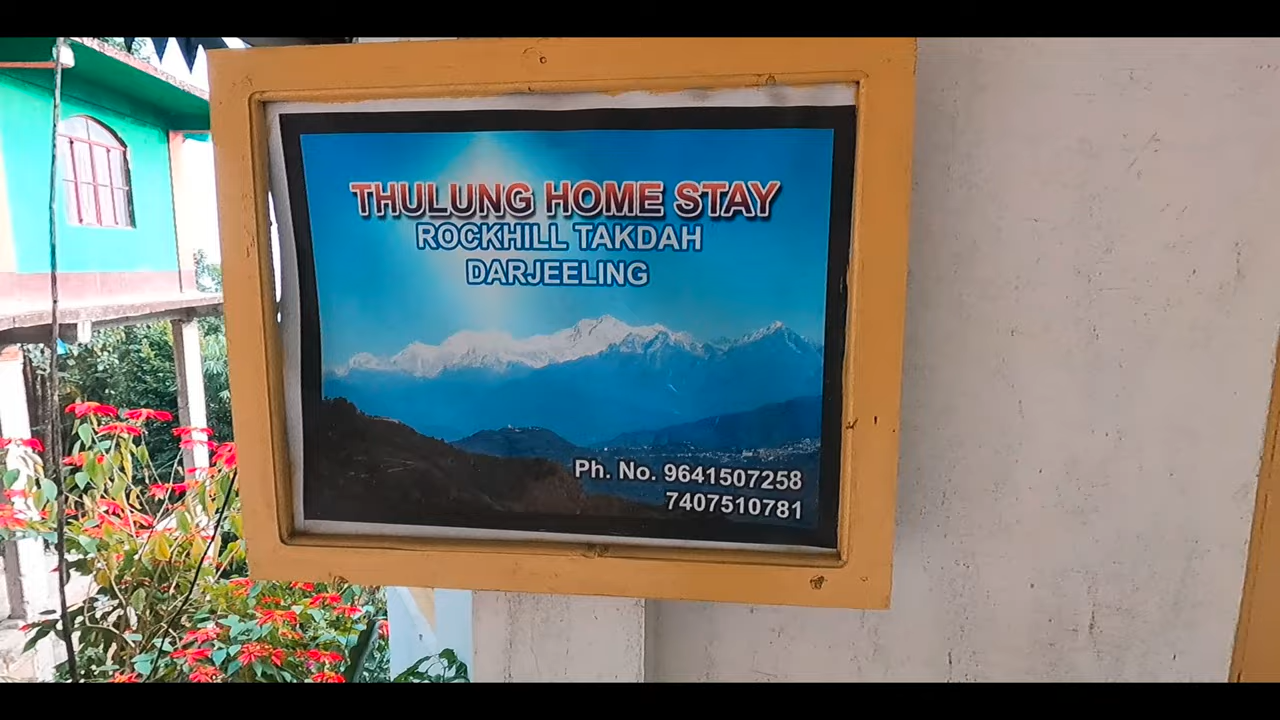 THULUNG HOME STAY
ROCKHILL TAKDAH
DARJEELING
Ph. No. 9641507258
7407510781